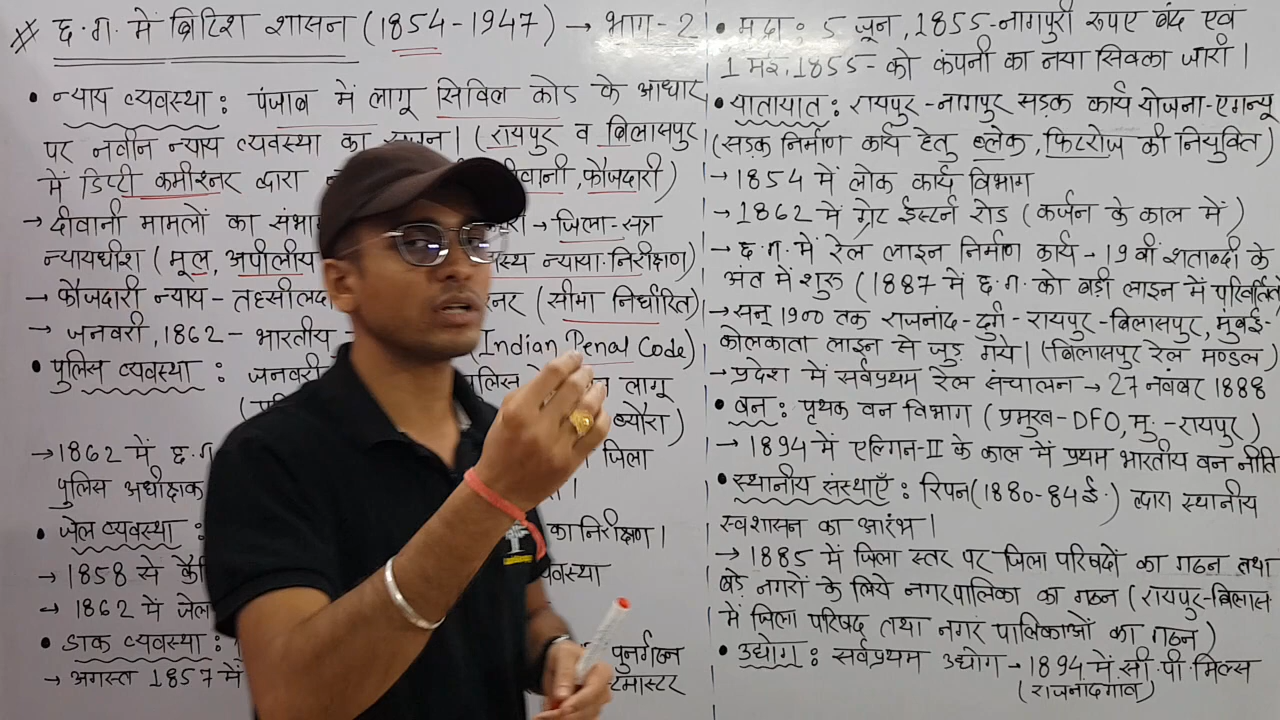 # छ.ग. में ब्रिटिश शासन (1854-1947) → भाग-2
• न्याय व्यवस्था : पंजाब में लागू सिविल कोड के आधार
पर नवीन न्याय व्यवस्था का सृजन। (रायपुर व बिलासपुर
में डिप्टी कमीश्नर द्वारा दीवानी, फौजदारी)
→ दीवानी मामलों का → जिला-सत्र
न्यायधीश (मूल, अपीलीय न्याया. निरीक्षण)
→ फौजदारी न्याय - (सीमा निर्धारित)
→ जनवरी, 1862 - भारतीय (Indian Penal Code)
• पुलिस व्यवस्था : जनवरी लागू
ब्यौरा)
→ 1862 में छ.ग. जिला
पुलिस अधीक्षक
• जेल व्यवस्था : का निरीक्षण।
→ 1858 से
→ 1862 में जेल
• डाक व्यवस्था : पुनर्गठन
→ अगस्त 1857 में
• मुद्रा : 5 जून, 1855-नागपुरी रूपए बंद एवं
1 मई, 1855 - को कंपनी का नया सिक्का जारी।
• यातायात : रायपुर-नागपुर सड़क कार्य योजना-एगन्यू
(सड़क निर्माण कार्य हेतु ब्लेक, फिटरोज की नियुक्ति)
→ 1854 में लोक कार्य विभाग
→ 1862 में ग्रेट ईस्टर्न रोड (कर्जन के काल में)
→ छ.ग. में रेल लाइन निर्माण कार्य - 19 वीं शताब्दी के
अंत में शुरू (1887 में छ.ग. को बड़ी लाइन में परिवर्तित
→ सन् 1900 तक राजनांद-दुर्ग-रायपुर-बिलासपुर, मुंबई-
कोलकाता लाइन से जुड़ गये। (बिलासपुर रेल मण्डल)
→ प्रदेश में सर्वप्रथम रेल संचालन → 27 नवंबर 1888
• वन : पृथक वन विभाग (प्रमुख-DFO, मु.-रायपुर)
→ 1894 में एल्गिन-II के काल में प्रथम भारतीय वन नीति
• स्थानीय संस्थाएँ : रिपन (1880-84 ई.) द्वारा स्थानीय
स्वशासन का आरंभ।
→ 1885 में जिला स्तर पर जिला परिषदों का गठन तथा
बड़े नगरों के लिये नगरपालिका का गठन (रायपुर-बिलास
में जिला परिषद तथा नगर पालिकाओं का गठन)
• उद्योग : सर्वप्रथम उद्योग → 1894 में सी.पी मिल्स
(राजनांदगांव)